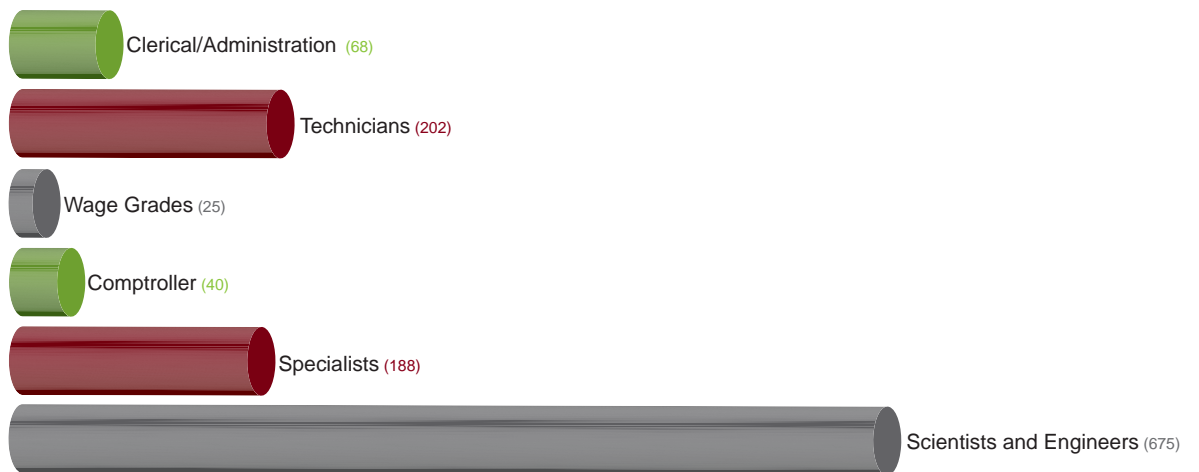 Clerical/Administration (68)
Technicians (202)
Wage Grades (25)
Comptroller (40)
Specialists (188)
Scientists and Engineers (675)